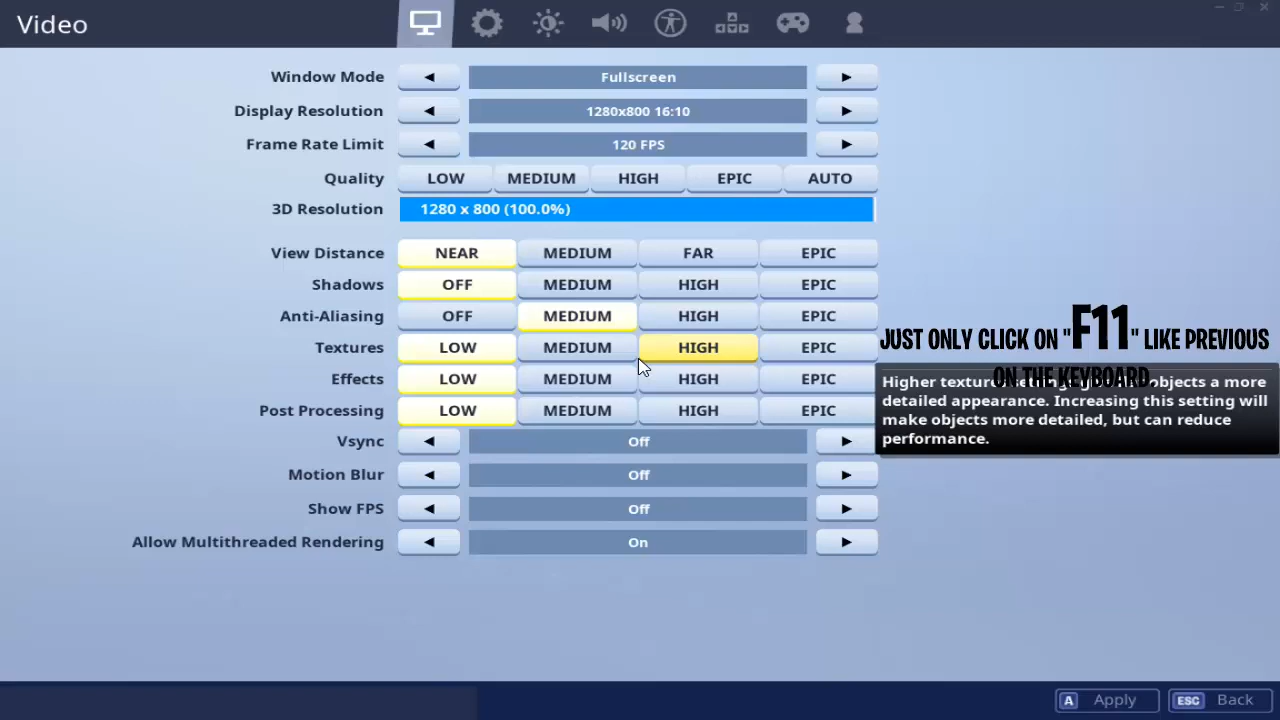 Video
Window Mode ◄ Fullscreen ►
Display Resolution ◄ 1280x800 16:10 ►
Frame Rate Limit ◄ 120 FPS ►
Quality LOW MEDIUM HIGH EPIC AUTO
3D Resolution 1280 x 800 (100.0%)
View Distance NEAR MEDIUM FAR EPIC
Shadows OFF MEDIUM HIGH EPIC
Anti-Aliasing OFF MEDIUM HIGH EPIC
Textures LOW MEDIUM HIGH EPIC
Effects LOW MEDIUM HIGH EPIC
Post Processing LOW MEDIUM HIGH EPIC
Vsync ◄ Off ►
Motion Blur ◄ Off ►
Show FPS ◄ Off ►
Allow Multithreaded Rendering ◄ On ►
JUST ONLY CLICK ON "F11" LIKE PREVIOUS
ON THE KEYBOARD
Higher texture objects a more
detailed appearance. Increasing this setting will
make objects more detailed, but can reduce
performance.
A Apply ESC Back